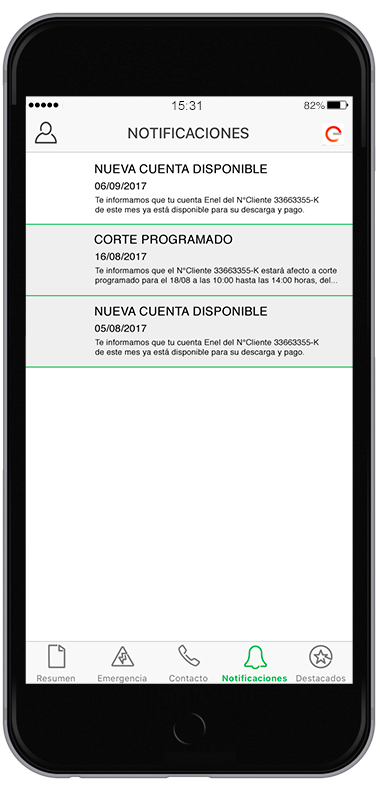 15:31
82%
NOTIFICACIONES
NUEVA CUENTA DISPONIBLE
06/09/2017
Te informamos que tu cuenta Enel del N°Cliente 33663355-K
de este mes ya está disponible para su descarga y pago.
CORTE PROGRAMADO
16/08/2017
Te informamos que el N°Cliente 33663355-K estará afecto a corte
programado para el 18/08 a las 10:00 hasta las 14:00 horas, del...
NUEVA CUENTA DISPONIBLE
05/08/2017
Te informamos que tu cuenta Enel del N°Cliente 33663355-K
de este mes ya está disponible para su descarga y pago.
Resumen Emergencia Contacto Notificaciones Destacados